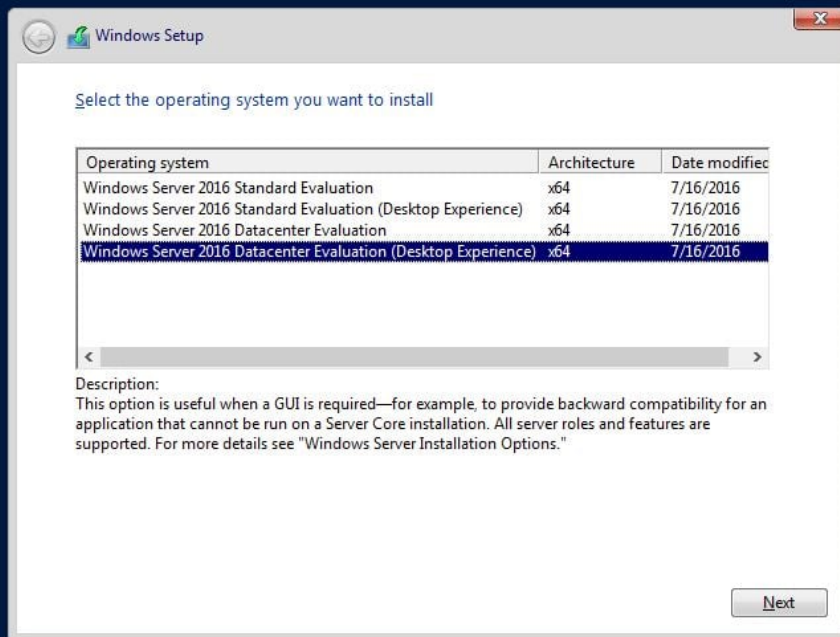 Windows Setup
Select the operating system you want to install
Operating system Architecture Date modified
Windows Server 2016 Standard Evaluation x64 7/16/2016
Windows Server 2016 Standard Evaluation (Desktop Experience) x64 7/16/2016
Windows Server 2016 Datacenter Evaluation x64 7/16/2016
Windows Server 2016 Datacenter Evaluation (Desktop Experience) x64 7/16/2016
Description:
This option is useful when a GUI is required—for example, to provide backward compatibility for an
application that cannot be run on a Server Core installation. All server roles and features are
supported. For more details see "Windows Server Installation Options."
Next